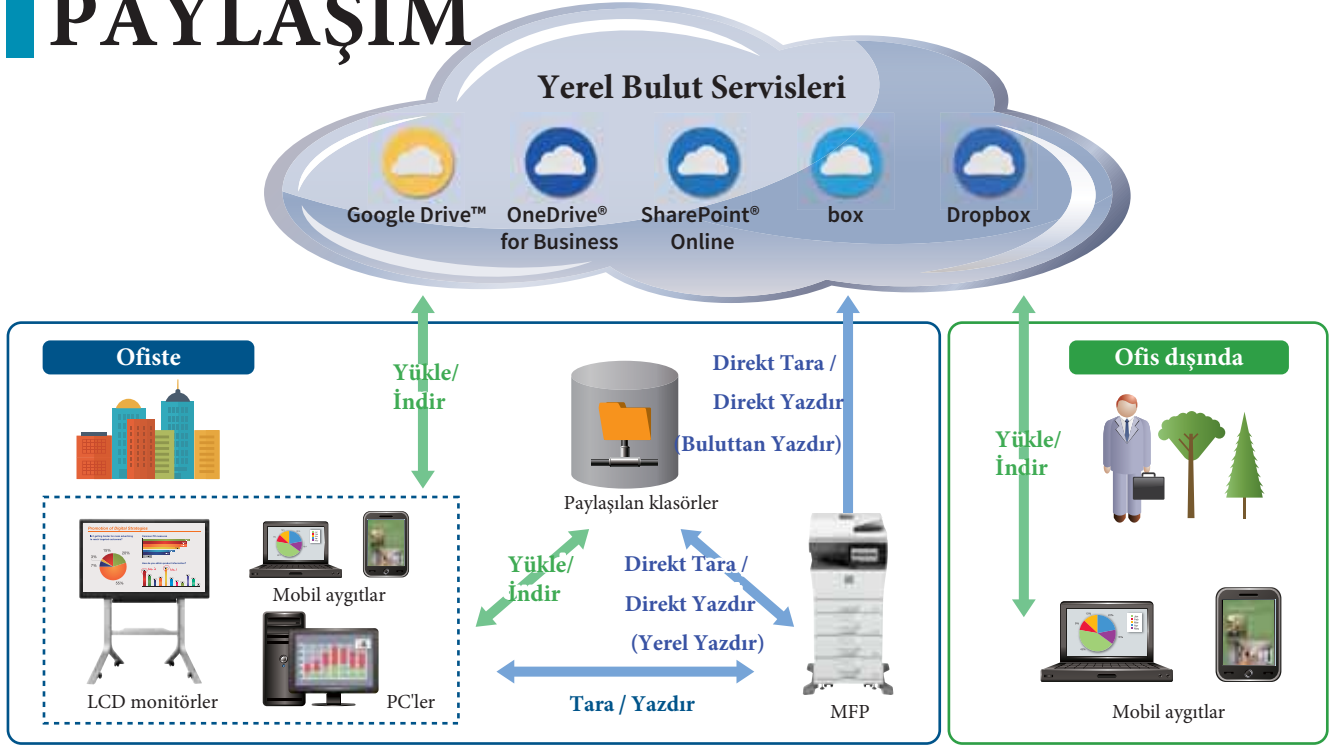 PAYLAŞIM
Yerel Bulut Servisleri
Google Drive™
OneDrive®
for Business
SharePoint®
Online
box
Dropbox
Ofiste
Yükle/
İndir
Direkt Tara /
Direkt Yazdır
(Buluttan Yazdır)
Paylaşılan klasörler
Mobil aygıtlar
LCD monitörler
PC'ler
Yükle/
İndir
Direkt Tara /
Direkt Yazdır
(Yerel Yazdır)
Tara / Yazdır
MFP
Ofis dışında
Yükle/
İndir
Mobil aygıtlar